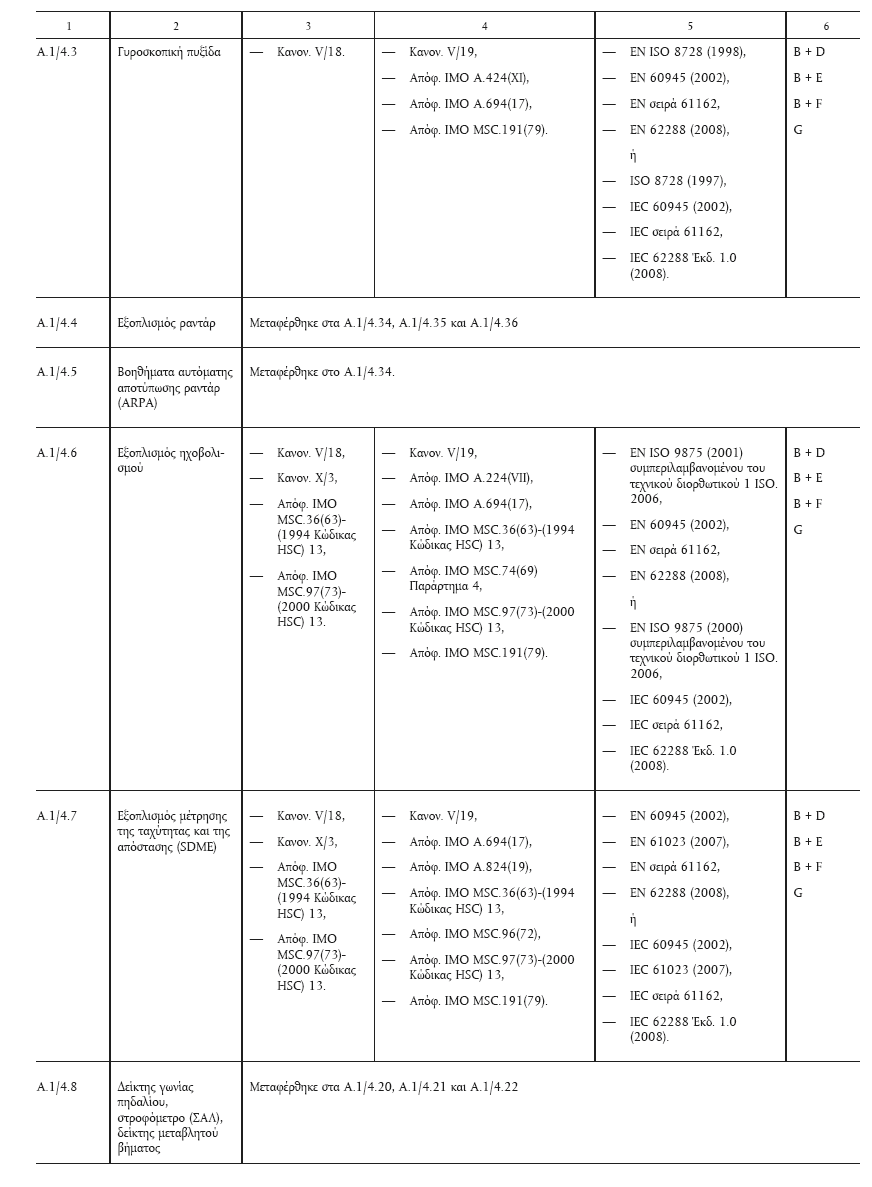 1 2 3 4 5 6
Α.1/4.3
Γυροσκοπική πυξίδα
— Κανον. V/18.
— Κανον. V/19,
— Απόφ. IMO A.424(XI),
— Απόφ. IMO A.694(17),
— Απόφ. IMO MSC.191(79).
— EN ISO 8728 (1998),
— EN 60945 (2002),
— EN σειρά 61162,
— EN 62288 (2008),
ή
— ISO 8728 (1997),
— IEC 60945 (2002),
— IEC σειρά 61162,
— IEC 62288 Έκδ. 1.0
(2008).
B + D
B + E
B + F
G
Α.1/4.4
Εξοπλισμός ραντάρ
Μεταφέρθηκε στα Α.1/4.34, Α.1/4.35 και Α.1/4.36
Α.1/4.5
Βοηθήματα αυτόματης
αποτύπωσης ραντάρ
(ARPA)
Μεταφέρθηκε στο Α.1/4.34.
Α.1/4.6
Εξοπλισμός ηχοβολι-
σμού
— Κανον. V/18,
— Κανον. X/3,
— Απόφ. IMO
MSC.36(63)-
(1994 Κώδικας
HSC) 13,
— Απόφ. IMO
MSC.97(73)-
(2000 Κώδικας
HSC) 13.
— Κανον. V/19,
— Απόφ. IMO A.224(VII),
— Απόφ. IMO A.694(17),
— Απόφ. IMO MSC.36(63)-(1994
Κώδικας HSC) 13,
— Απόφ. IMO MSC.74(69)
Παράρτημα 4,
— Απόφ. IMO MSC.97(73)-(2000
Κώδικας HSC) 13,
— Απόφ. IMO MSC.191(79).
— EN ISO 9875 (2001)
συμπεριλαμβανομένου του
τεχνικού διορθωτικού 1 ISO.
2006,
— EN 60945 (2002),
— EN σειρά 61162,
— EN 62288 (2008),
ή
— EN ISO 9875 (2000)
συμπεριλαμβανομένου του
τεχνικού διορθωτικού 1 ISO.
2006,
— IEC 60945 (2002),
— IEC σειρά 61162,
— IEC 62288 Έκδ. 1.0
(2008).
B + D
B + E
B + F
G
Α.1/4.7
Εξοπλισμός μέτρησης
της ταχύτητας και της
απόστασης (SDME)
— Κανον. V/18,
— Κανον. X/3,
— Απόφ. IMO
MSC.36(63)-
(1994 Κώδικας
HSC) 13,
— Απόφ. IMO
MSC.97(73)-
(2000 Κώδικας
HSC) 13.
— Κανον. V/19,
— Απόφ. IMO A.694(17),
— Απόφ. IMO A.824(19),
— Απόφ. IMO MSC.36(63)-(1994
Κώδικας HSC) 13,
— Απόφ. IMO MSC.96(72),
— Απόφ. IMO MSC.97(73)-(2000
Κώδικας HSC) 13,
— Απόφ. IMO MSC.191(79).
— EN 60945 (2002),
— EN 61023 (2007),
— EN σειρά 61162,
— EN 62288 (2008),
ή
— IEC 60945 (2002),
— IEC 61023 (2007),
— IEC σειρά 61162,
— IEC 62288 Έκδ. 1.0
(2008).
B + D
B + E
B + F
G
Α.1/4.8
Δείκτης γωνίας
πηδαλίου,
στροφόμετρο (ΣΑΛ),
δείκτης μεταβλητού
βήματος
Μεταφέρθηκε στα Α.1/4.20, Α.1/4.21 και Α.1/4.22